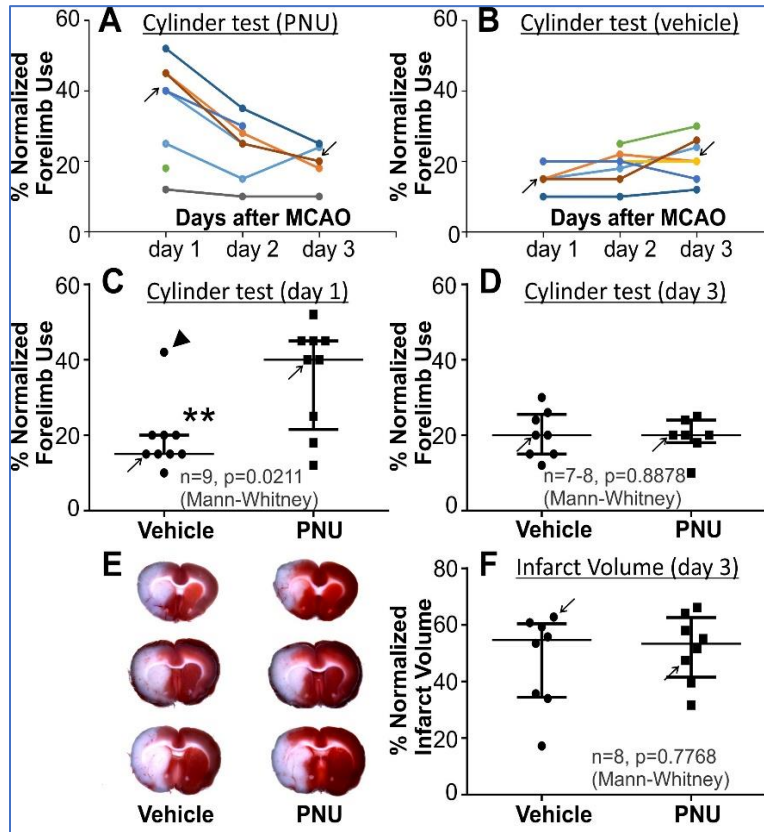 A Cylinder test (PNU)
% Normalized
Forelimb Use
60
40
20
0
Days after MCAO
day 1 day 2 day 3
B Cylinder test (vehicle)
% Normalized
Forelimb Use
60
40
20
0
Days after MCAO
day 1 day 2 day 3
C Cylinder test (day 1)
% Normalized
Forelimb Use
60
40
20
0
**
n=9, p=0.0211
(Mann-Whitney)
Vehicle PNU
D Cylinder test (day 3)
% Normalized
Forelimb Use
60
40
20
0
n=7-8, p=0.8878
(Mann-Whitney)
Vehicle PNU
E
Vehicle PNU
F Infarct Volume (day 3)
% Normalized
Infarct Volume
80
60
40
20
0
n=8, p=0.7768
(Mann-Whitney)
Vehicle PNU